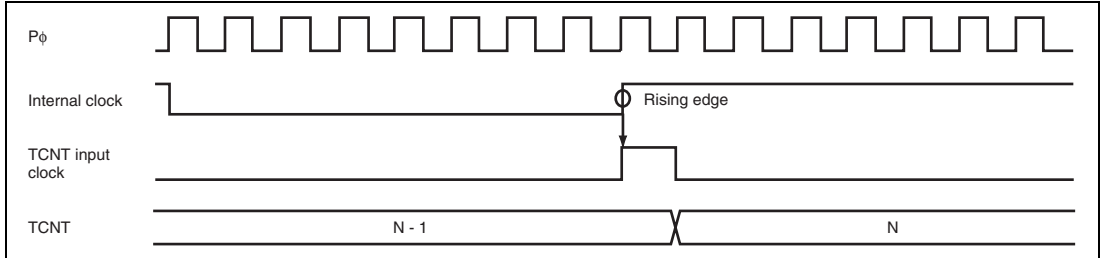 Pϕ
Internal clock
Rising edge
TCNT input
clock
TCNT
N - 1
N